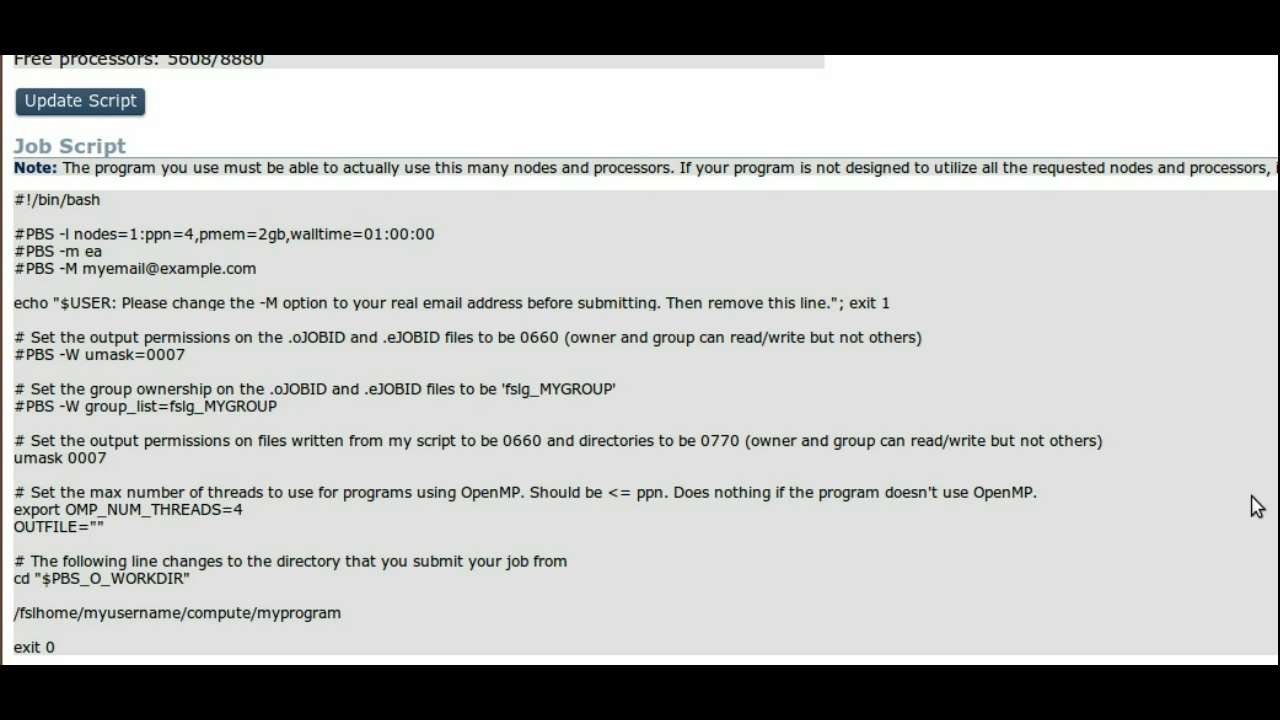 Free processors: 5608/8880
Update Script
Job Script
Note: The program you use must be able to actually use this many nodes and processors. If your program is not designed to utilize all the requested nodes and processors,
#!/bin/bash
#PBS -l nodes=1:ppn=4,pmem=2gb,walltime=01:00:00
#PBS -m ea
#PBS -M myemail@example.com
echo "$USER: Please change the -M option to your real email address before submitting. Then remove this line."; exit 1
# Set the output permissions on the .oJOBID and .eJOBID files to be 0660 (owner and group can read/write but not others)
#PBS -W umask=0007
# Set the group ownership on the .oJOBID and .eJOBID files to be 'fslg_MYGROUP'
#PBS -W group_list=fslg_MYGROUP
# Set the output permissions on files written from my script to be 0660 and directories to be 0770 (owner and group can read/write but not others)
umask 0007
# Set the max number of threads to use for programs using OpenMP. Should be <= ppn. Does nothing if the program doesn't use OpenMP.
export OMP_NUM_THREADS=4
OUTFILE=""
# The following line changes to the directory that you submit your job from
cd "$PBS_O_WORKDIR"
/fslhome/myusername/compute/myprogram
exit 0